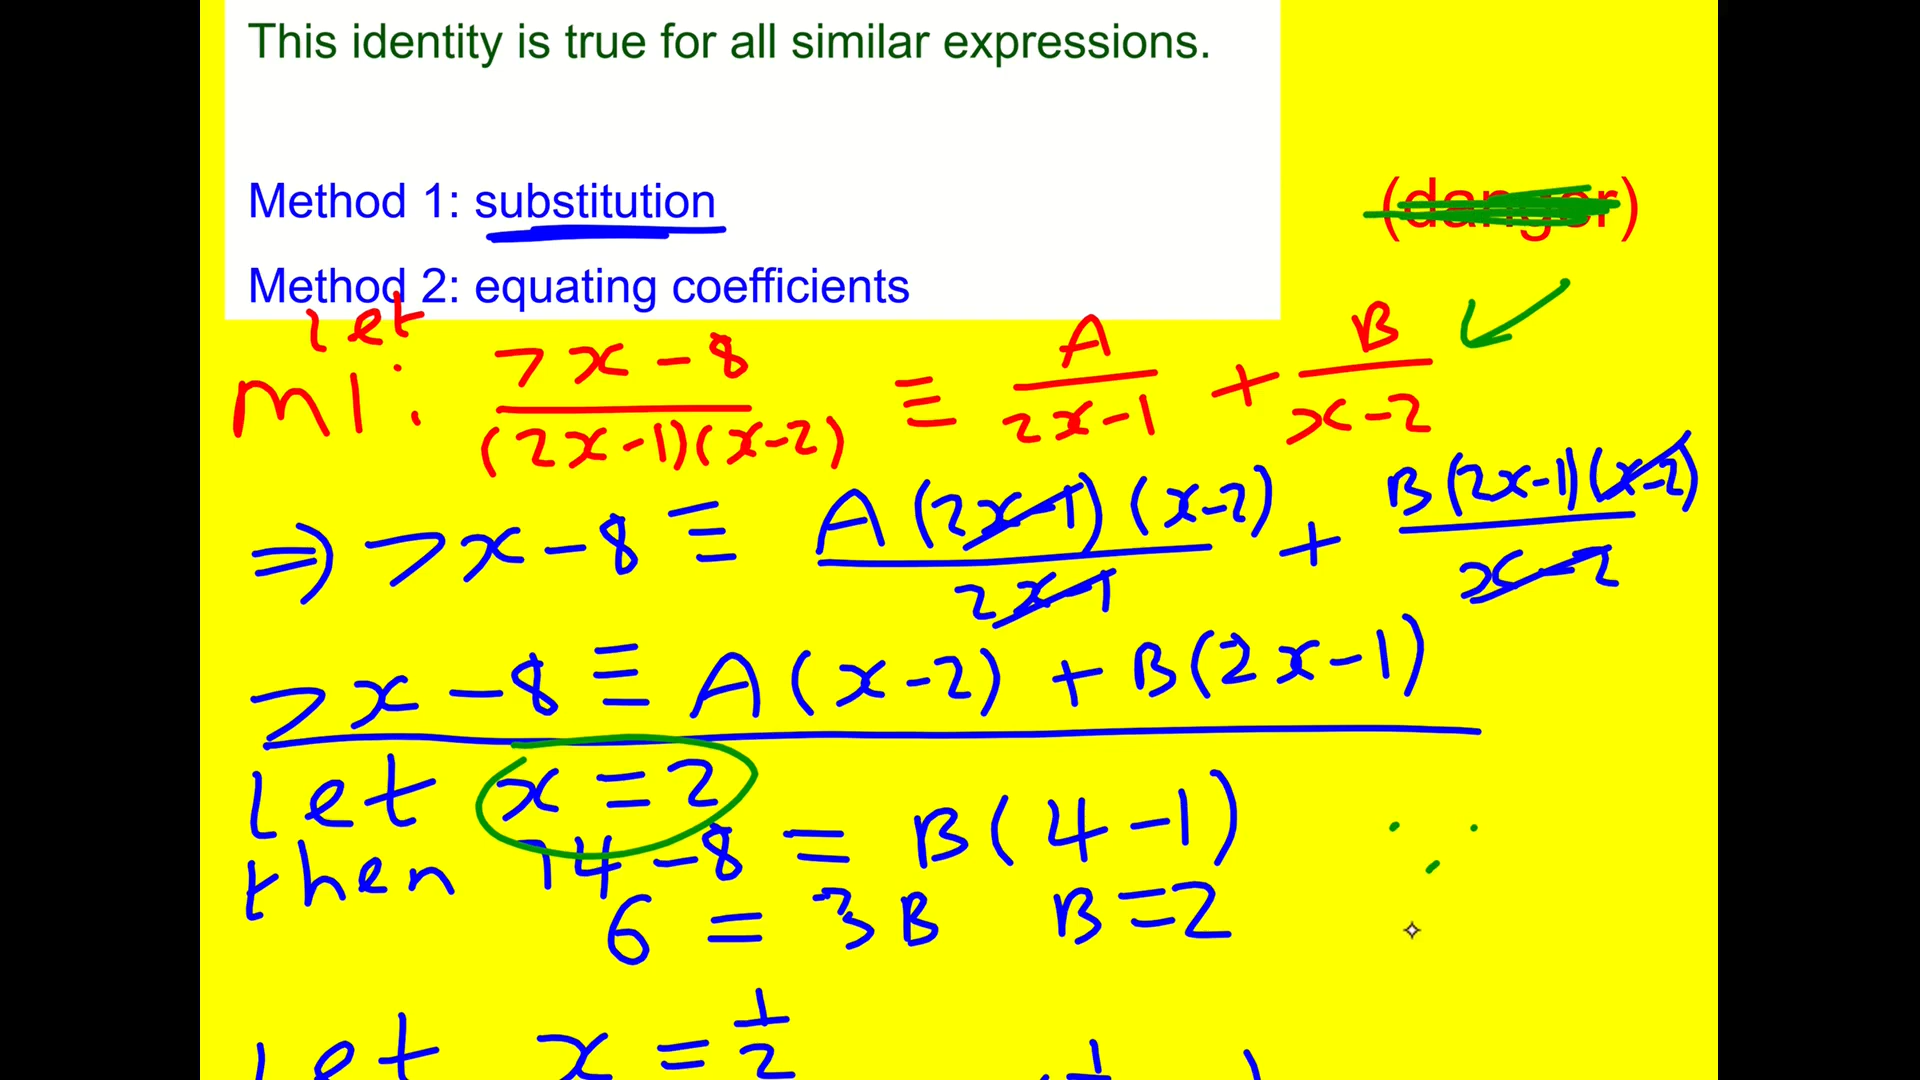 This identity is true for all similar expressions.
Method 1: substitution
(danger)
Method 2: equating coefficients
let
M1: 7x-8/(2x-1)(x-2) ≡ A/2x-1 + B/x-2
⇒ 7x-8 ≡ A(2x-1)(x-2)/2x-1 + B(2x-1)(x-2)/x-2
7x-8 ≡ A(x-2) + B(2x-1)
let x=2
then 14-8 = B(4-1)
6 = 3B B=2
let x = 1/2